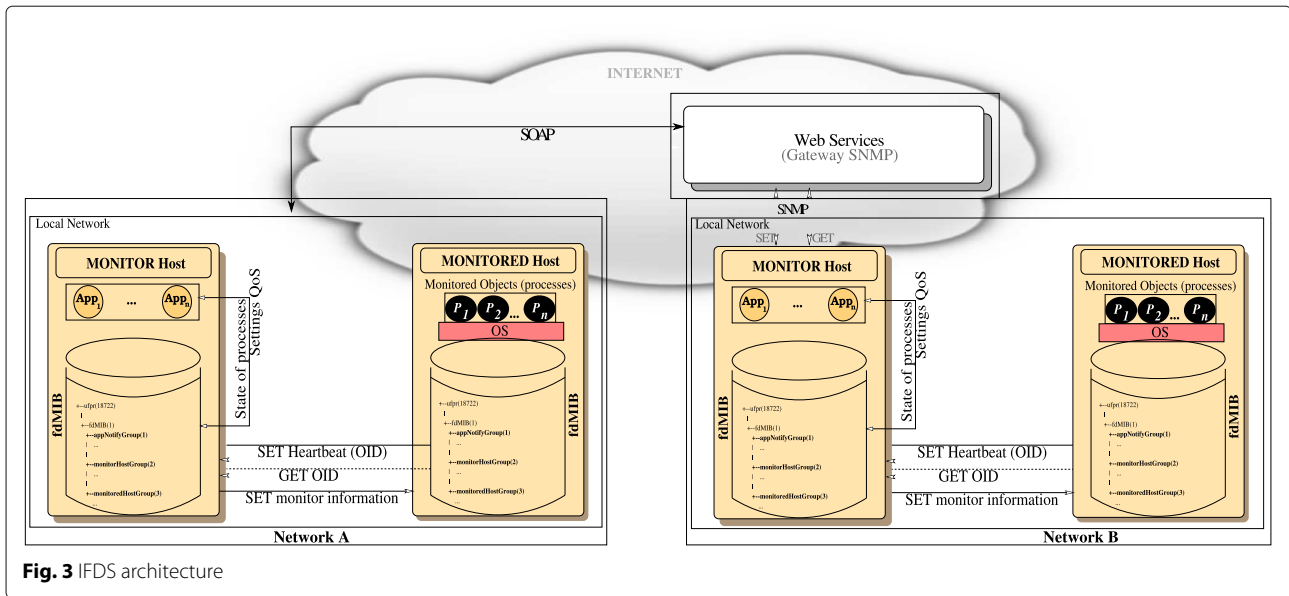 INTERNET
SOAP
Web Services
(Gateway SNMP)
SNMP
Local Network
MONITOR Host
App1 ... Appn
State of processes
Settings QoS
fdMIB
+--ufpr(18722)
|
+--fdMIB(1)
+--appNotifyGroup(1)
| ...
|
+--monitorHostGroup(2)
| ...
|
+--monitoredHostGroup(3)
...
MONITORED Host
Monitored Objects (processes)
P1 P2 ... Pn
OS
fdMIB
+--ufpr(18722)
|
+--fdMIB(1)
+--appNotifyGroup(1)
| ...
|
+--monitorHostGroup(2)
| ...
|
+--monitoredHostGroup(3)
...
SET Heartbeat (OID)
GET OID
SET monitor information
Network A
Local Network
SET
GET
MONITOR Host
App1 ... Appn
State of processes
Settings QoS
fdMIB
+--ufpr(18722)
|
+--fdMIB(1)
+--appNotifyGroup(1)
| ...
|
+--monitorHostGroup(2)
| ...
|
+--monitoredHostGroup(3)
...
MONITORED Host
Monitored Objects (processes)
P1 P2 ... Pn
OS
fdMIB
+--ufpr(18722)
|
+--fdMIB(1)
+--appNotifyGroup(1)
| ...
|
+--monitorHostGroup(2)
| ...
|
+--monitoredHostGroup(3)
...
SET Heartbeat (OID)
GET OID
SET monitor information
Network B
Fig. 3 IFDS architecture